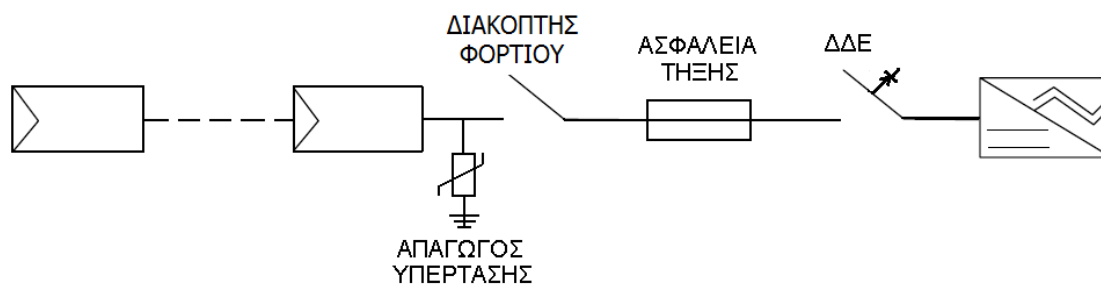 ΔΙΑΚΟΠΤΗΣ
ΦΟΡΤΙΟΥ
ΑΣΦΑΛΕΙΑ
ΤΗΞΗΣ
ΔΔΕ
ΑΠΑΓΩΓΟΣ
ΥΠΕΡΤΑΣΗΣ